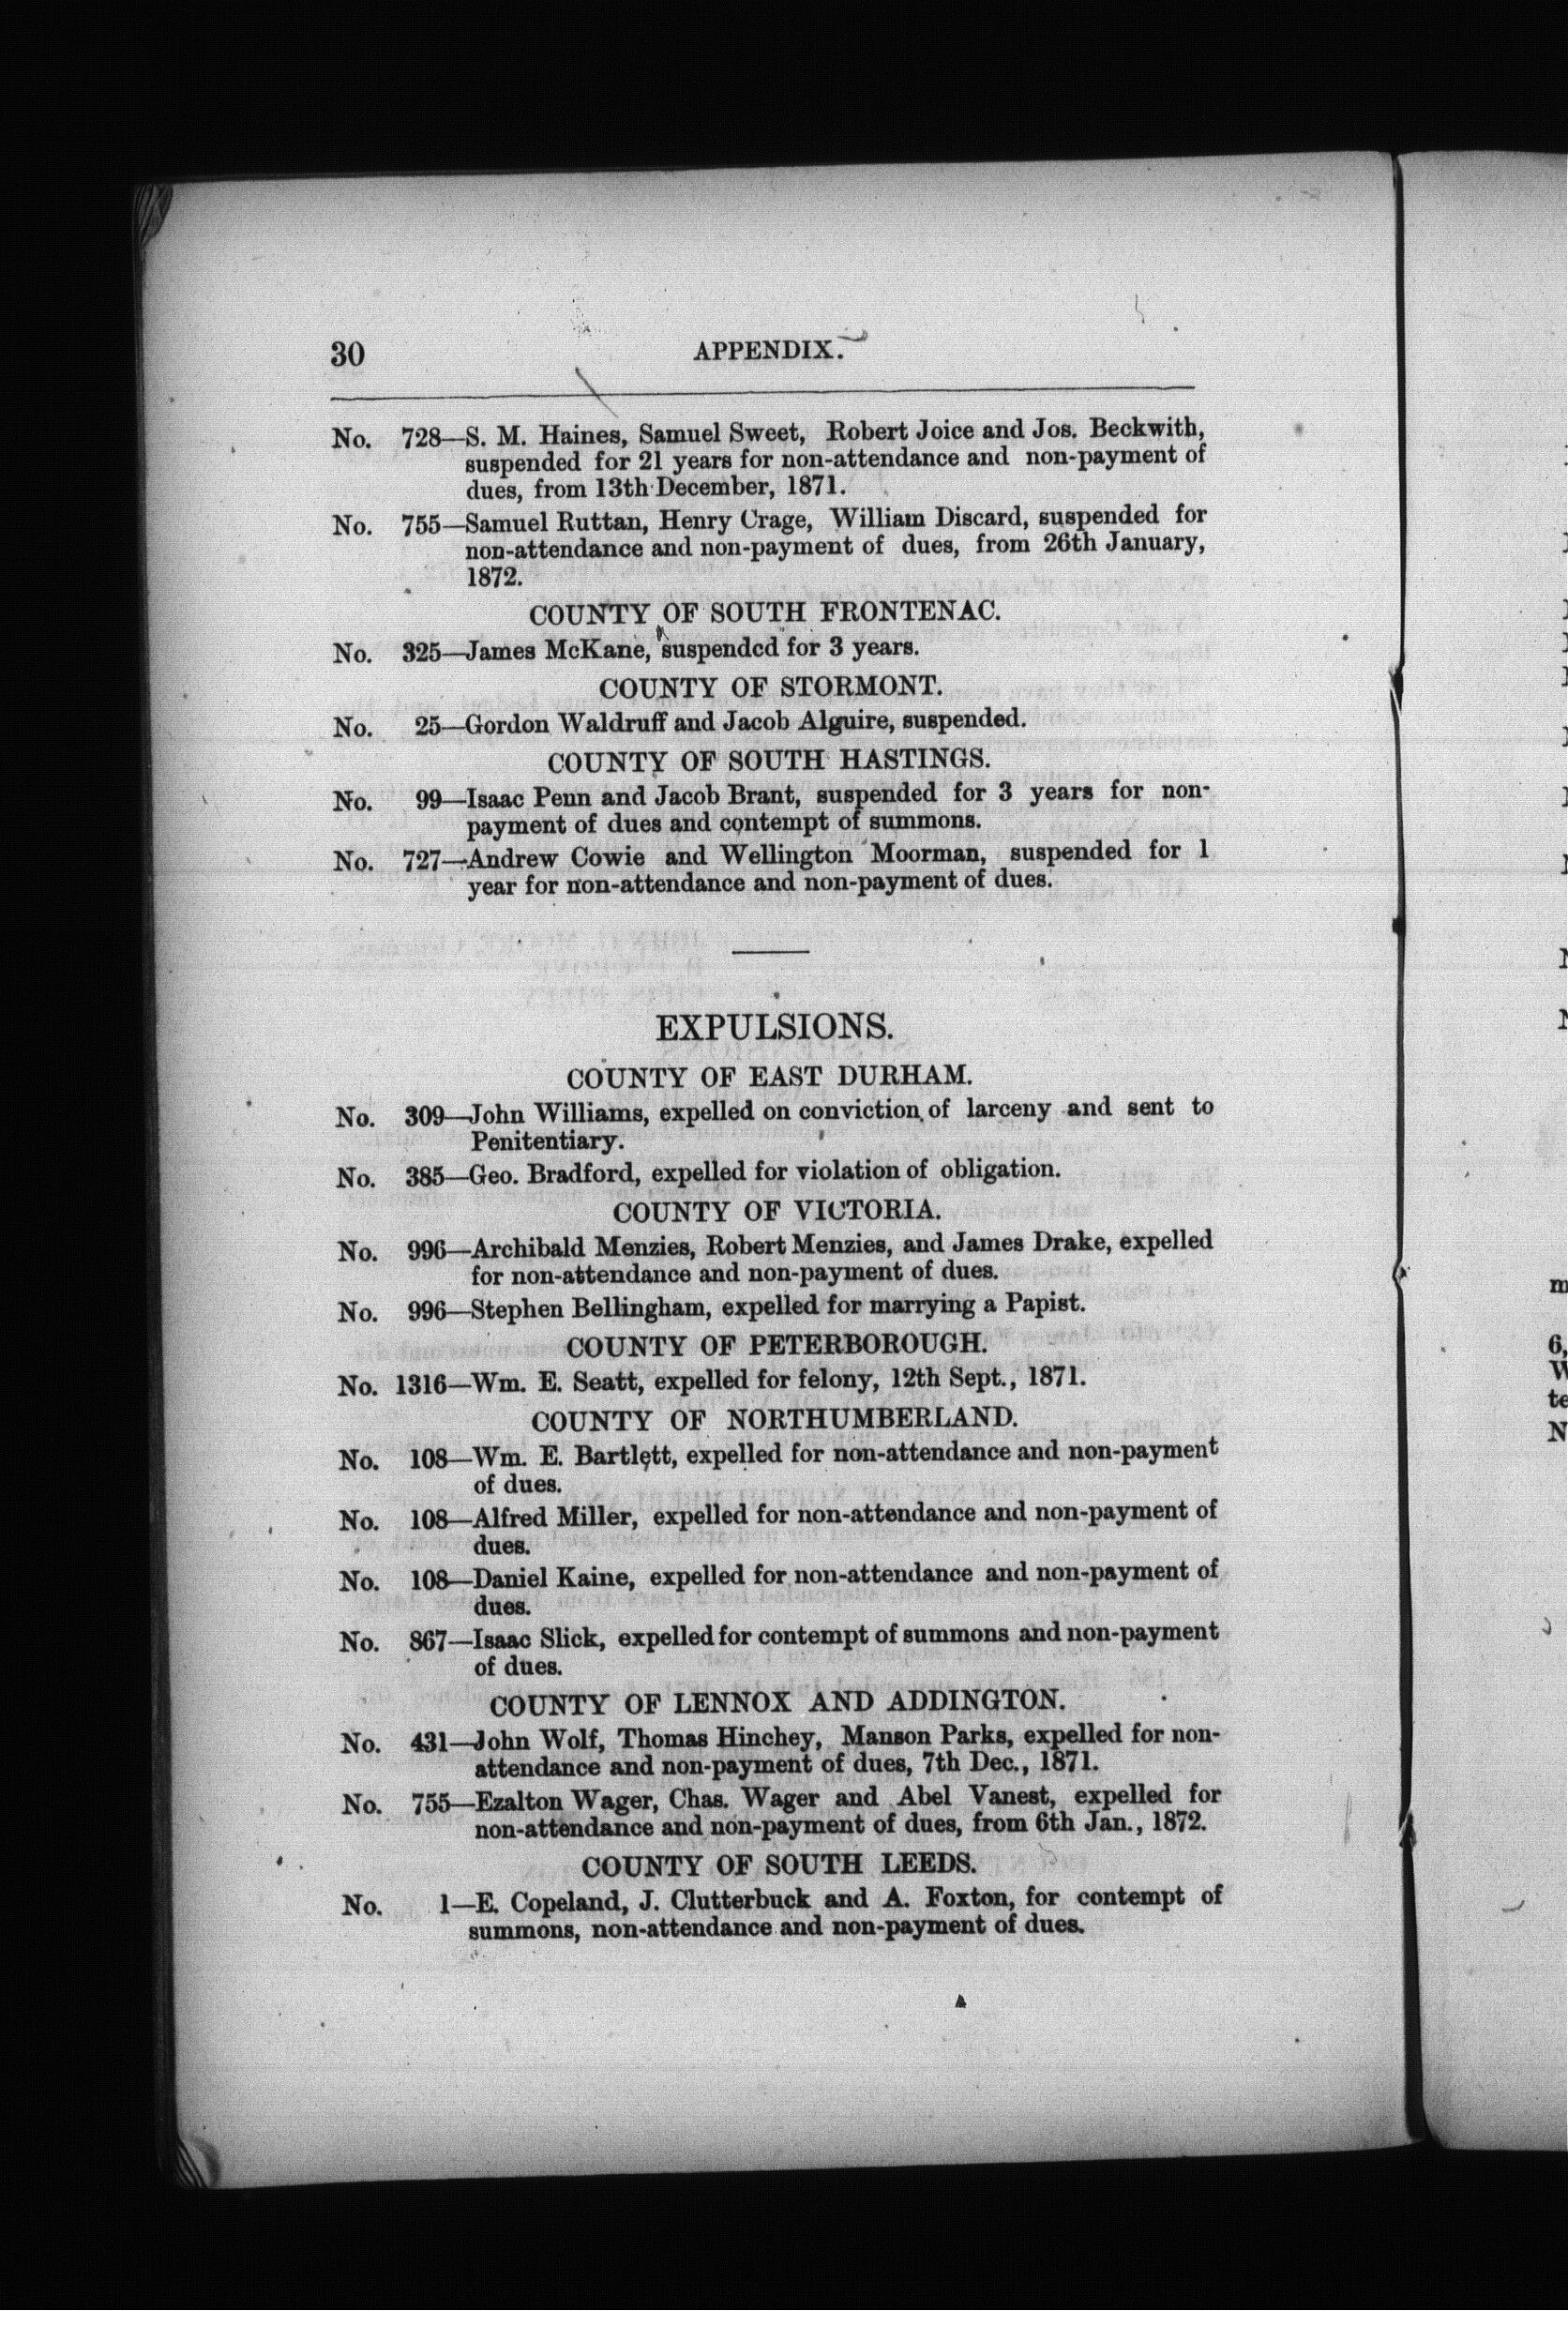 30 APPENDIX.
No. 728—S. M. Haines, Samuel Sweet, Robert Joice and Jos. Beckwith,
suspended for 21 years for non-attendance and non-payment of
dues, from 13th December, 1871.
No. 755—Samuel Ruttan, Henry Crage, William Discard, suspended for
non-attendance and non-payment of dues, from 26th January,
1872.
COUNTY OF SOUTH FRONTENAC.
No. 325—James McKane, suspended for 3 years.
COUNTY OF STORMONT.
No. 25—Gordon Waldruff and Jacob Alguire, suspended.
COUNTY OF SOUTH HASTINGS.
No. 99—Isaac Penn and Jacob Brant, suspended for 3 years for non-
payment of dues and contempt of summons.
No. 727—Andrew Cowie and Wellington Moorman, suspended for 1
year for non-attendance and non-payment of dues.
EXPULSIONS.
COUNTY OF EAST DURHAM.
No. 309—John Williams, expelled on conviction of larceny and sent to
Penitentiary.
No. 385—Geo. Bradford, expelled for violation of obligation.
COUNTY OF VICTORIA.
No. 996—Archibald Menzies, Robert Menzies, and James Drake, expelled
for non-attendance and non-payment of dues.
No. 996—Stephen Bellingham, expelled for marrying a Papist.
COUNTY OF PETERBOROUGH.
No. 1316—Wm. E. Seatt, expelled for felony, 12th Sept., 1871.
COUNTY OF NORTHUMBERLAND.
No. 108—Wm. E. Bartlett, expelled for non-attendance and non-payment
of dues.
No. 108—Alfred Miller, expelled for non-attendance and non-payment of
dues.
No. 108—Daniel Kaine, expelled for non-attendance and non-payment of
dues.
No. 867—Isaac Slick, expelled for contempt of summons and non-payment
of dues.
COUNTY OF LENNOX AND ADDINGTON.
No. 431—John Wolf, Thomas Hinchey, Manson Parks, expelled for non-
attendance and non-payment of dues, 7th Dec., 1871.
No. 755—Ezalton Wager, Chas. Wager and Abel Vanest, expelled for
non-attendance and non-payment of dues, from 6th Jan., 1872.
COUNTY OF SOUTH LEEDS.
No. 1—E. Copeland, J. Clutterbuck and A. Foxton, for contempt of
summons, non-attendance and non-payment of dues.